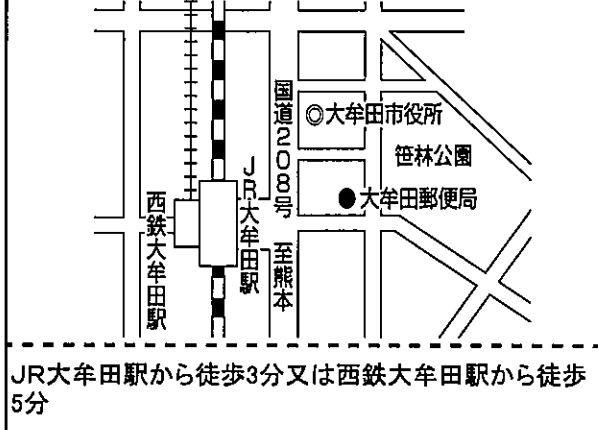 国道208号
◎大牟田市役所
笹林公園
●大牟田郵便局
JR大牟田駅
西鉄大牟田駅
至熊本
JR大牟田駅から徒歩3分又は西鉄大牟田駅から徒歩
5分